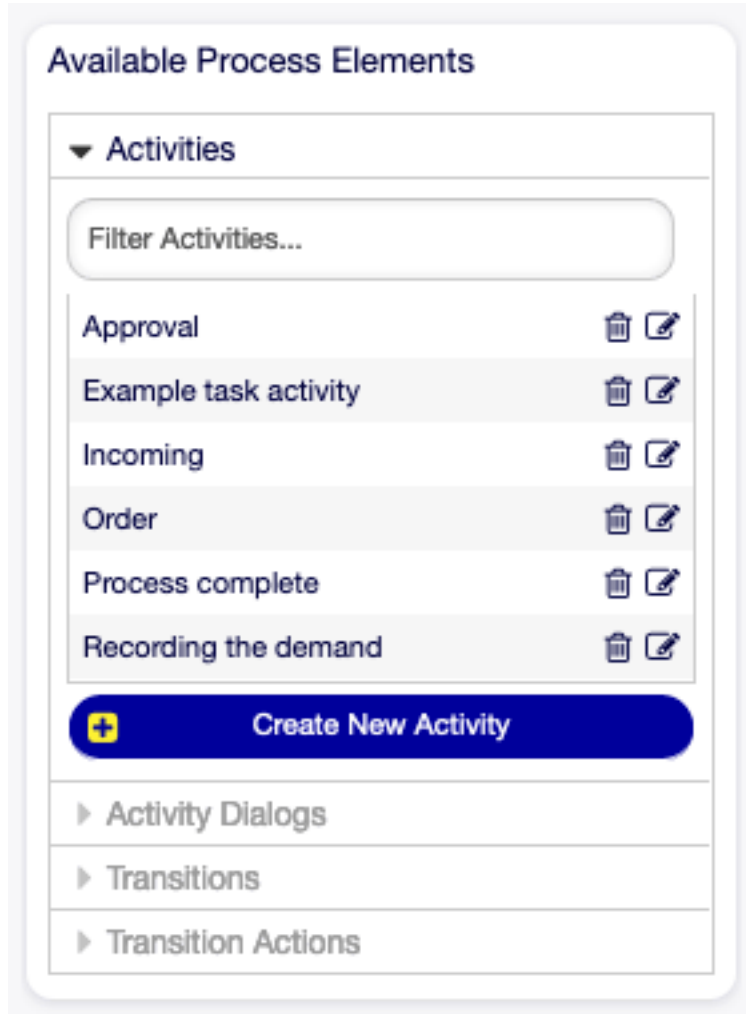 Available Process Elements
Activities
Filter Activities...
Approval
Example task activity
Incoming
Order
Process complete
Recording the demand
Create New Activity
Activity Dialogs
Transitions
Transition Actions